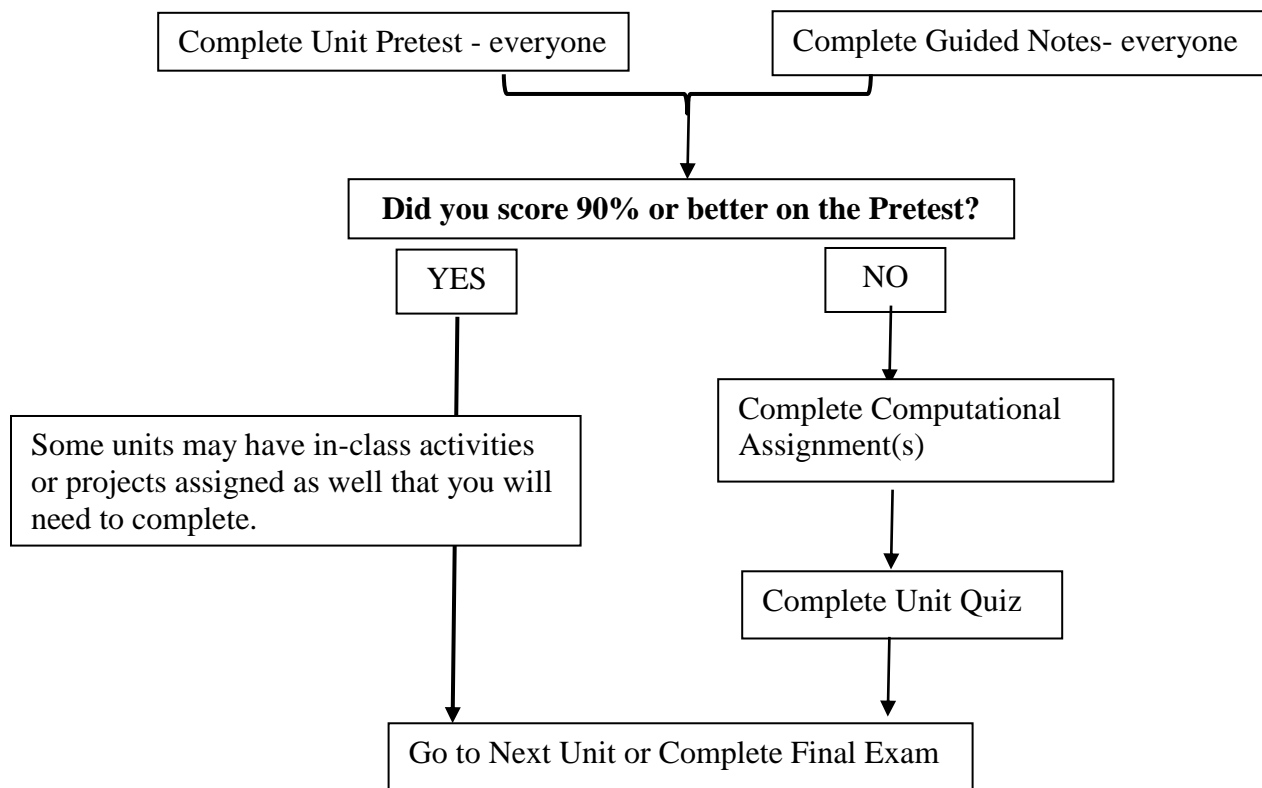 Complete Unit Pretest - everyone
Complete Guided Notes- everyone
Did you score 90% or better on the Pretest?
YES
NO
Some units may have in-class activities
or projects assigned as well that you will
need to complete.
Complete Computational
Assignment(s)
Complete Unit Quiz
Go to Next Unit or Complete Final Exam